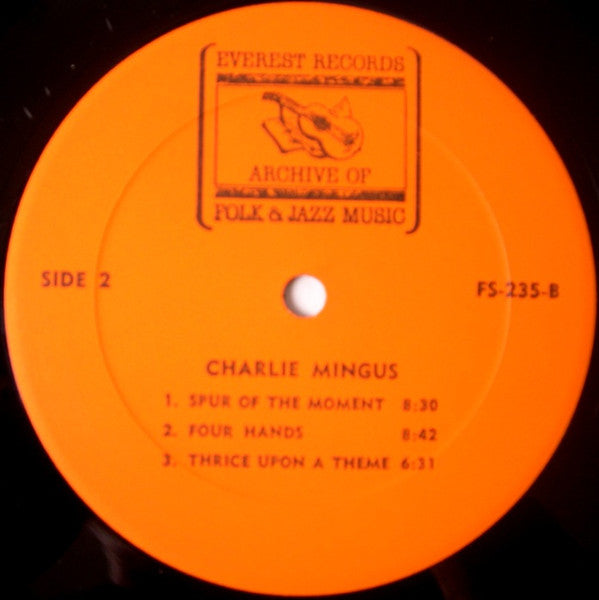 EVEREST RECORDS
ARCHIVE OF
FOLK & JAZZ MUSIC
SIDE 2
FS-235-B
CHARLIE MINGUS
1. SPUR OF THE MOMENT 8:30
2. FOUR HANDS 8:42
3. THRICE UPON A THEME 6:31